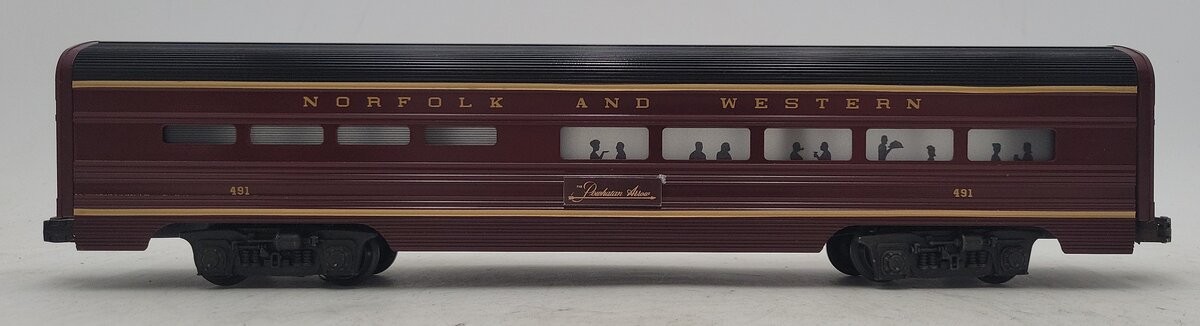 NORFOLK AND WESTERN
491
THE
Powhatan Arrow
491